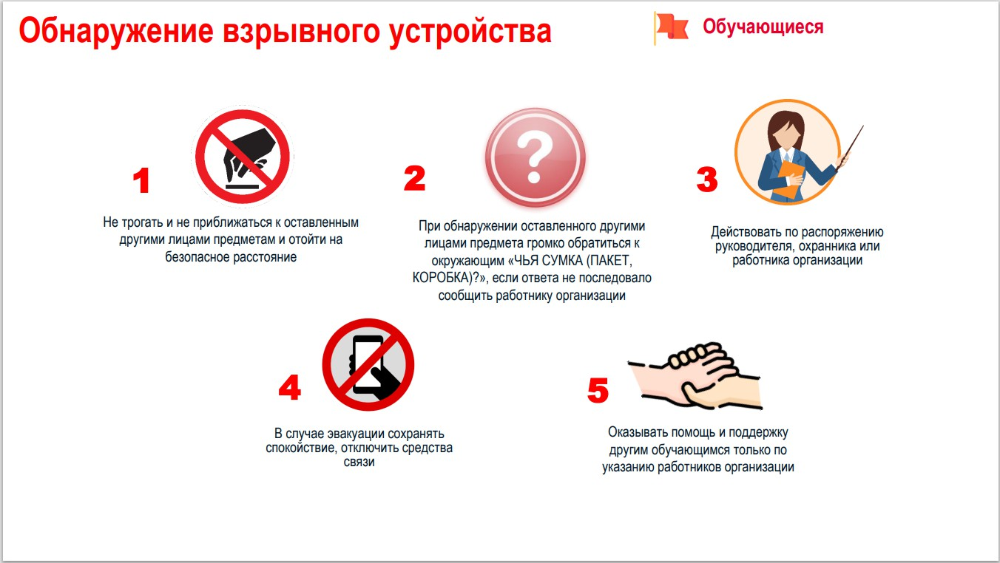 Обнаружение взрывного устройства
Обучающиеся
1
Не трогать и не приближаться к оставленным
другими лицами предметам и отойти на
безопасное расстояние
2
?
При обнаружении оставленного другими
лицами предмета громко обратиться к
окружающим «ЧЬЯ СУМКА (ПАКЕТ,
КОРОБКА)?», если ответа не последовало
сообщить работнику организации
3
Действовать по распоряжению
руководителя, охранника или
работника организации
4
В случае эвакуации сохранять
спокойствие, отключить средства
связи
5
Оказывать помощь и поддержку
другим обучающимся только по
указанию работников организации